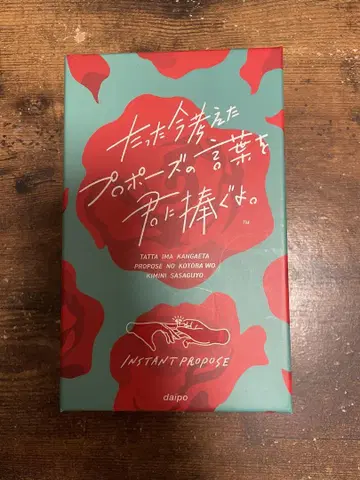 たった今考えた
プロポーズの言葉を
君に捧ぐよ。
TM
TATTA IMA KANGAETA
PROPOSE NO KOTOBA WO
KIMINI SASAGUYO
INSTANT PROPOSE
daipo